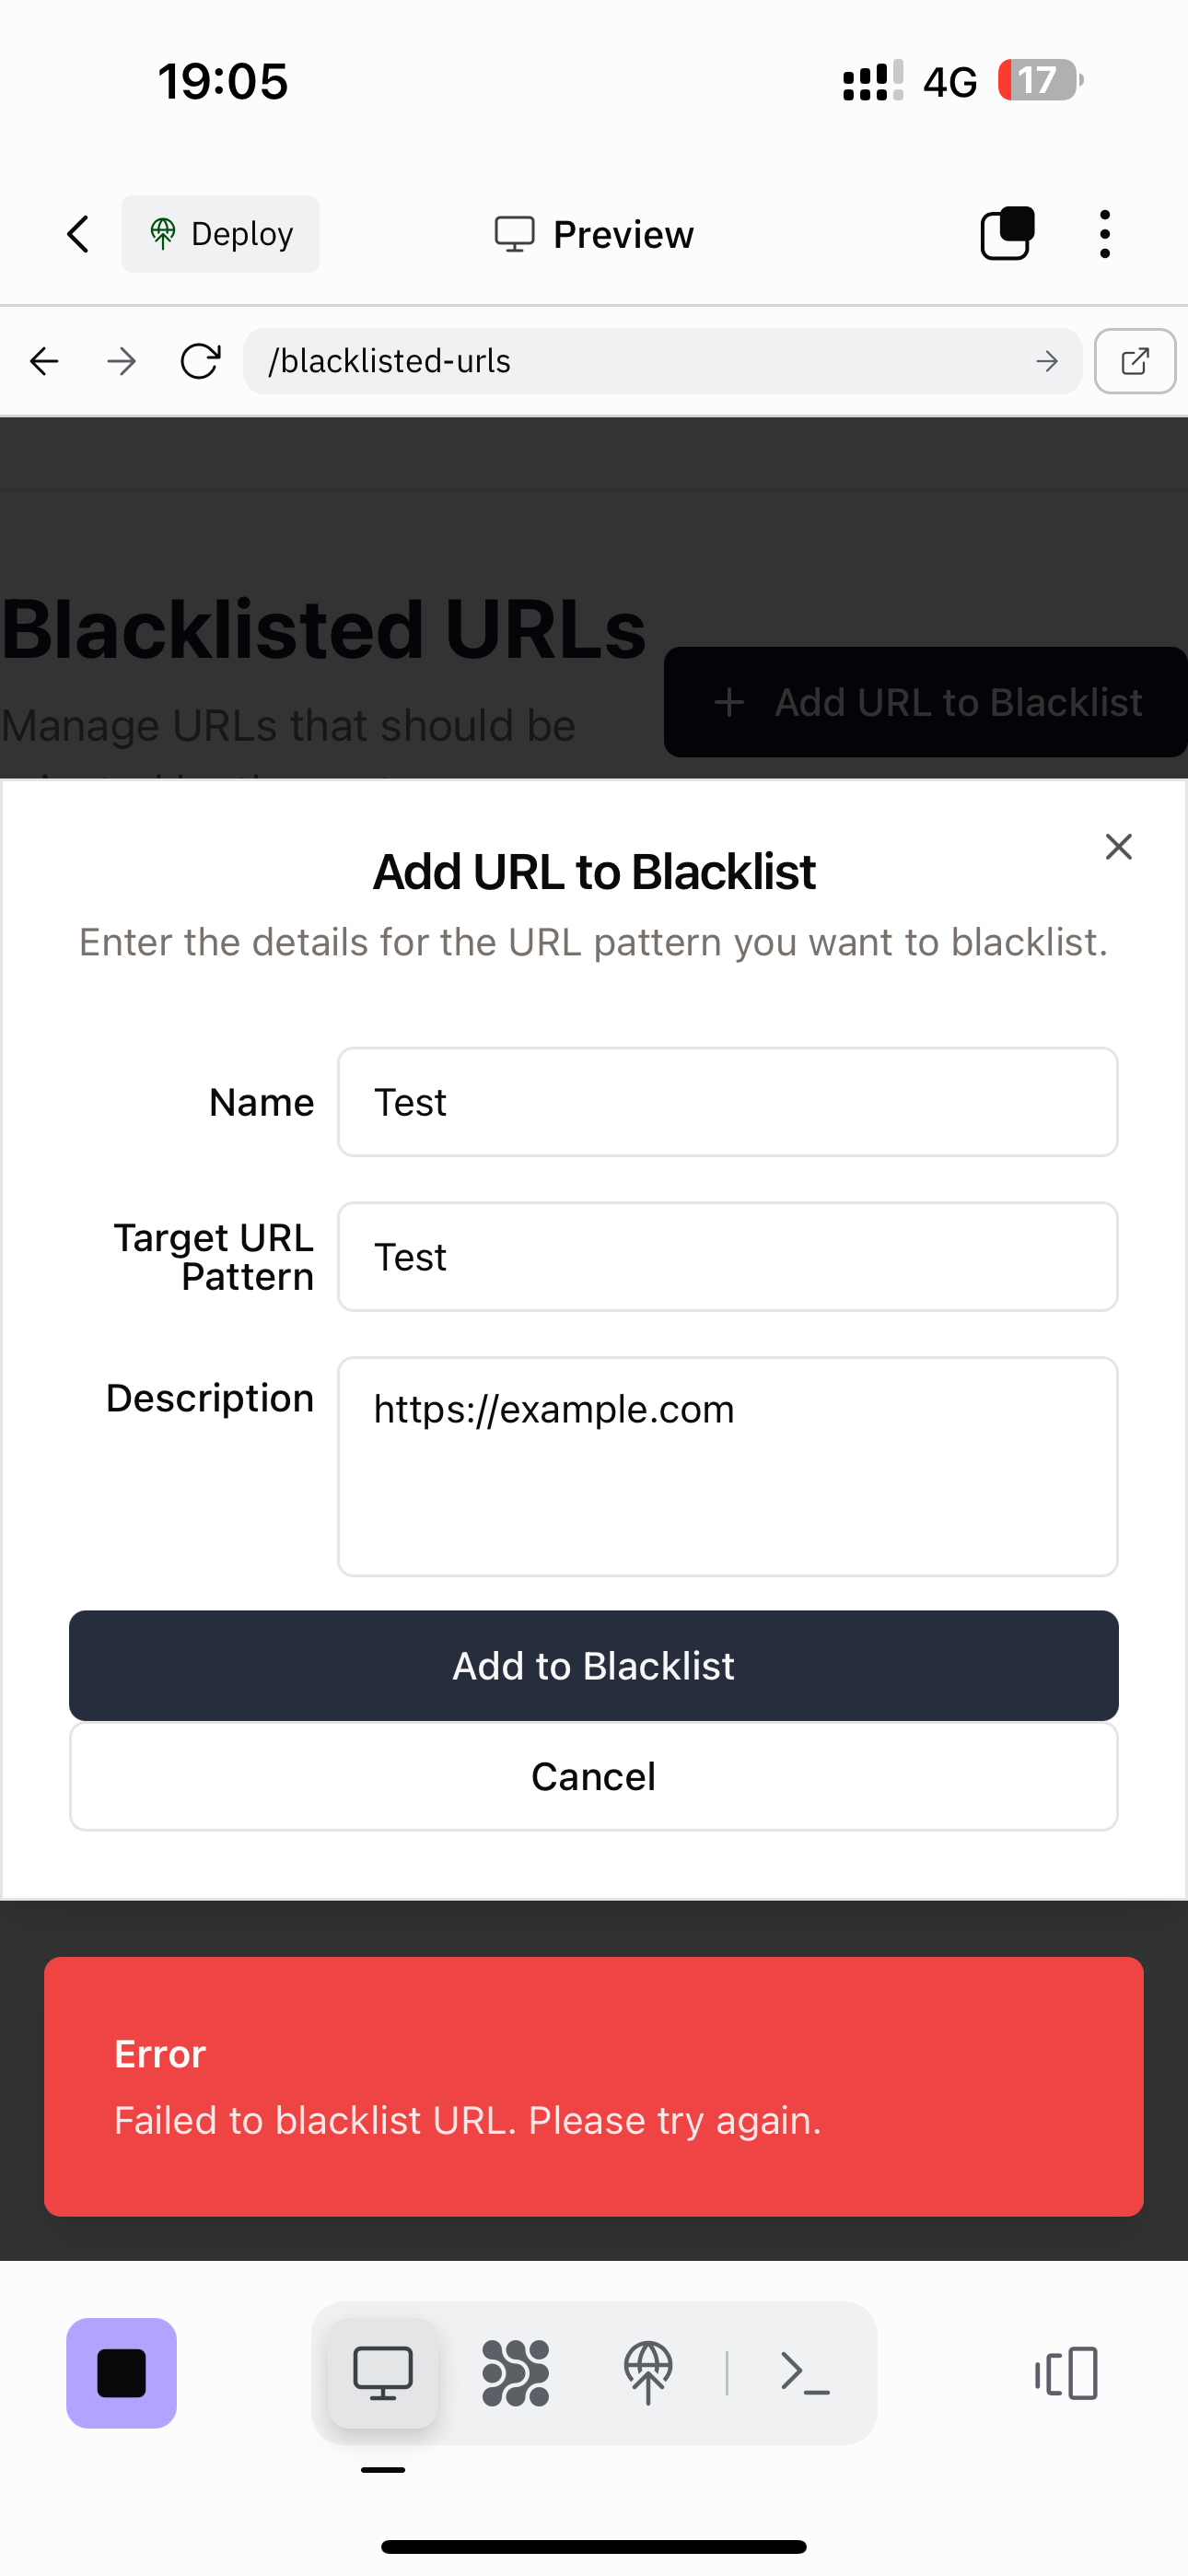 19:05
4G
17
Deploy
Preview
/blacklisted-urls
Blacklisted URLs
Manage URLs that should be
+ Add URL to Blacklist
Add URL to Blacklist
Enter the details for the URL pattern you want to blacklist.
Name
Test
Target URL
Pattern
Test
Description
https://example.com
Add to Blacklist
Cancel
Error
Failed to blacklist URL. Please try again.